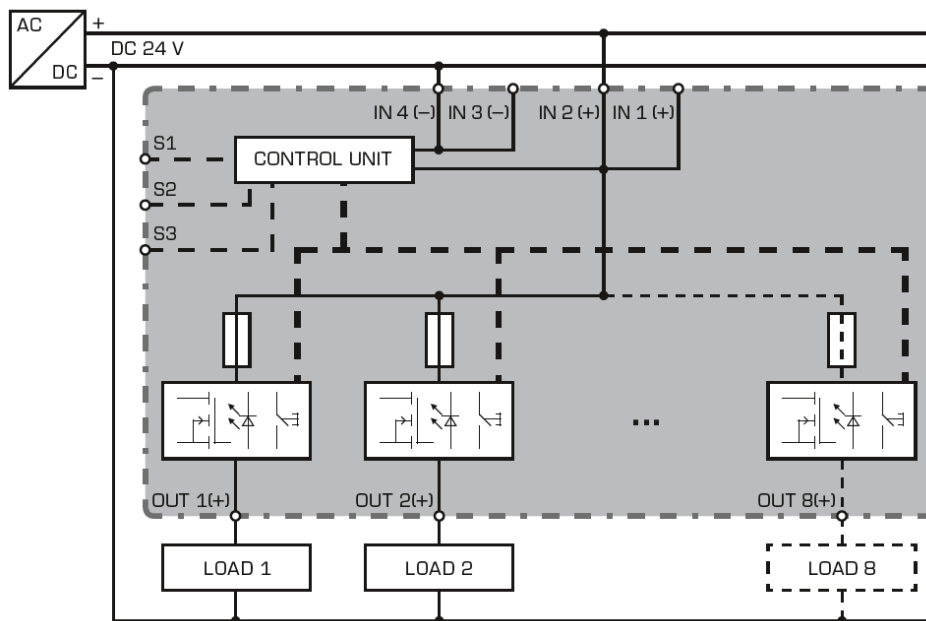 AC
+
DC 24 V
DC
–
IN 4 (–) IN 3 (–) IN 2 (+) IN 1 (+)
S1
CONTROL UNIT
S2
S3
...
OUT 1(+) OUT 2(+) OUT 8(+)
LOAD 1 LOAD 2 LOAD 8